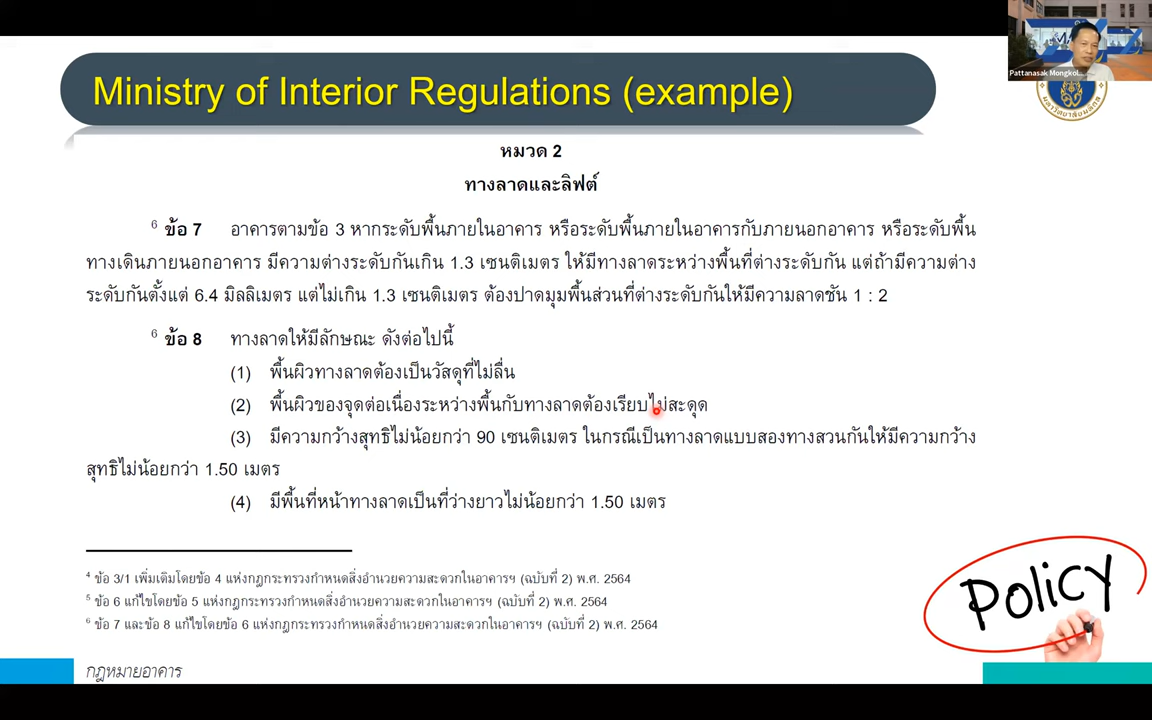 Pattanasak Mongkol...
Ministry of Interior Regulations (example)
มหาวิทยาลัยมหิดล
หมวด 2
ทางลาดและลิฟต์
6 ข้อ 7 อาคารตามข้อ 3 หากระดับพื้นภายในอาคาร หรือระดับพื้นภายในอาคารกับภายนอกอาคาร หรือระดับพื้น
ทางเดินภายนอกอาคาร มีความต่างระดับกันเกิน 1.3 เซนติเมตร ให้มีทางลาดระหว่างพื้นที่ต่างระดับกัน แต่ถ้ามีความต่าง
ระดับกันตั้งแต่ 6.4 มิลลิเมตร แต่ไม่เกิน 1.3 เซนติเมตร ต้องปาดมุมพื้นส่วนที่ต่างระดับกันให้มีความลาดชัน 1 : 2
6 ข้อ 8 ทางลาดให้มีลักษณะ ดังต่อไปนี้
(1) พื้นผิวทางลาดต้องเป็นวัสดุที่ไม่ลื่น
(2) พื้นผิวของจุดต่อเนื่องระหว่างพื้นกับทางลาดต้องเรียบไม่สะดุด
(3) มีความกว้างสุทธิไม่น้อยกว่า 90 เซนติเมตร ในกรณีเป็นทางลาดแบบสองทางสวนกันให้มีความกว้าง
สุทธิไม่น้อยกว่า 1.50 เมตร
(4) มีพื้นที่หน้าทางลาดเป็นที่ว่างยาวไม่น้อยกว่า 1.50 เมตร
4 ข้อ 3/1 เพิ่มเติมโดยข้อ 4 แห่งกฎกระทรวงกำหนดสิ่งอำนวยความสะดวกในอาคารฯ (ฉบับที่ 2) พ.ศ. 2564
5 ข้อ 6 แก้ไขโดยข้อ 5 แห่งกฎกระทรวงกำหนดสิ่งอำนวยความสะดวกในอาคารฯ (ฉบับที่ 2) พ.ศ. 2564
6 ข้อ 7 และข้อ 8 แก้ไขโดยข้อ 6 แห่งกฎกระทรวงกำหนดสิ่งอำนวยความสะดวกในอาคารฯ (ฉบับที่ 2) พ.ศ. 2564
POLiCY
กฎหมายอาคาร